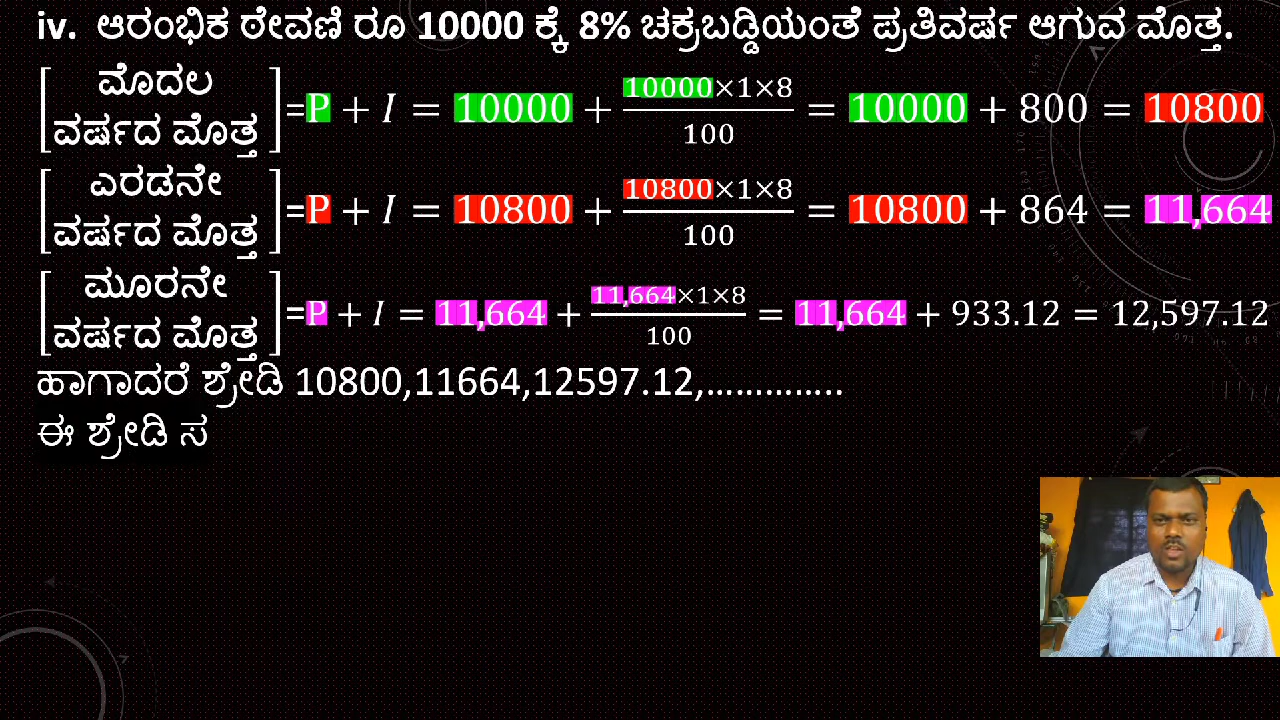 iv. ಆರಂಭಿಕ ಠೇವಣಿ ರೂ 10000 ಕ್ಕೆ 8% ಚಕ್ರಬಡ್ಡಿಯಂತೆ ಪ್ರತಿವರ್ಷ ಆಗುವ ಮೊತ್ತ.
[ಮೊದಲ ವರ್ಷದ Mೊತ್ತ]=P + I = 10000 + 10000×1×8/100 = 10000 + 800 = 10800
[ಎರಡನೇ ವರ್ಷದ ಮೊತ್ತ]=P + I = 10800 + 10800×1×8/100 = 10800 + 864 = 11,664
[ಮೂರನೇ ವರ್ಷದ ಮೊತ್ತ]=P + I = 11,664 + 11,664×1×8/100 = 11,664 + 933.12 = 12,597.12
ಹಾಗಾದರೆ ಶ್ರೇಡಿ 10800,11664,12597.12,..............
ಈ ಶ್ರೇಡಿ ಸ